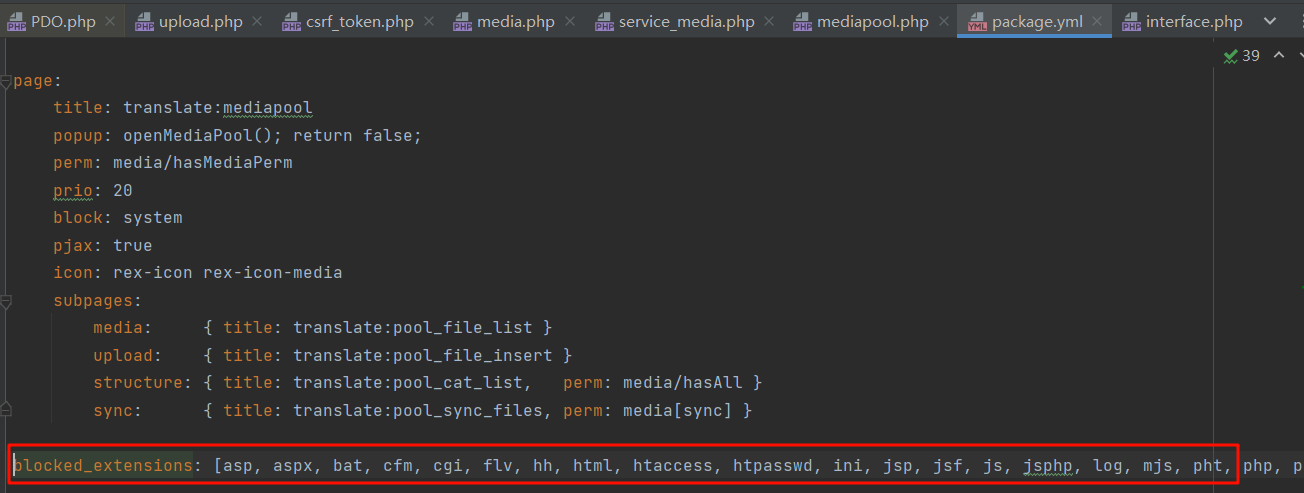 PDO.php upload.php csrf_token.php media.php service_media.php mediapool.php package.yml interface.php
39
page:
title: translate:mediapool
popup: openMediaPool(); return false;
perm: media/hasMediaPerm
prio: 20
block: system
pjax: true
icon: rex-icon rex-icon-media
subpages:
media: { title: translate:pool_file_list }
upload: { title: translate:pool_file_insert }
structure: { title: translate:pool_cat_list, perm: media/hasAll }
sync: { title: translate:pool_sync_files, perm: media[sync] }
blocked_extensions: [asp, aspx, bat, cfm, cgi, flv, hh, html, htaccess, htpasswd, ini, jsp, jsf, js, jsphp, log, mjs, pht, php, p